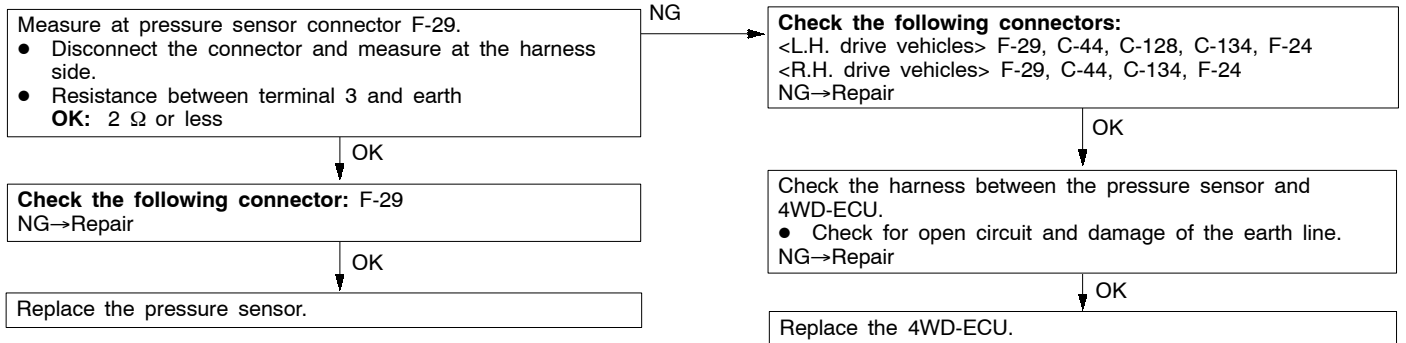 Measure at pressure sensor connector F-29.
● Disconnect the connector and measure at the harness
side.
● Resistance between terminal 3 and earth
OK: 2 Ω or less
OK
Check the following connector: F-29
NG→Repair
OK
Replace the pressure sensor.
NG
Check the following connectors:
<L.H. drive vehicles> F-29, C-44, C-128, C-134, F-24
<R.H. drive vehicles> F-29, C-44, C-134, F-24
NG→Repair
OK
Check the harness between the pressure sensor and
4WD-ECU.
● Check for open circuit and damage of the earth line.
NG→Repair
OK
Replace the 4WD-ECU.